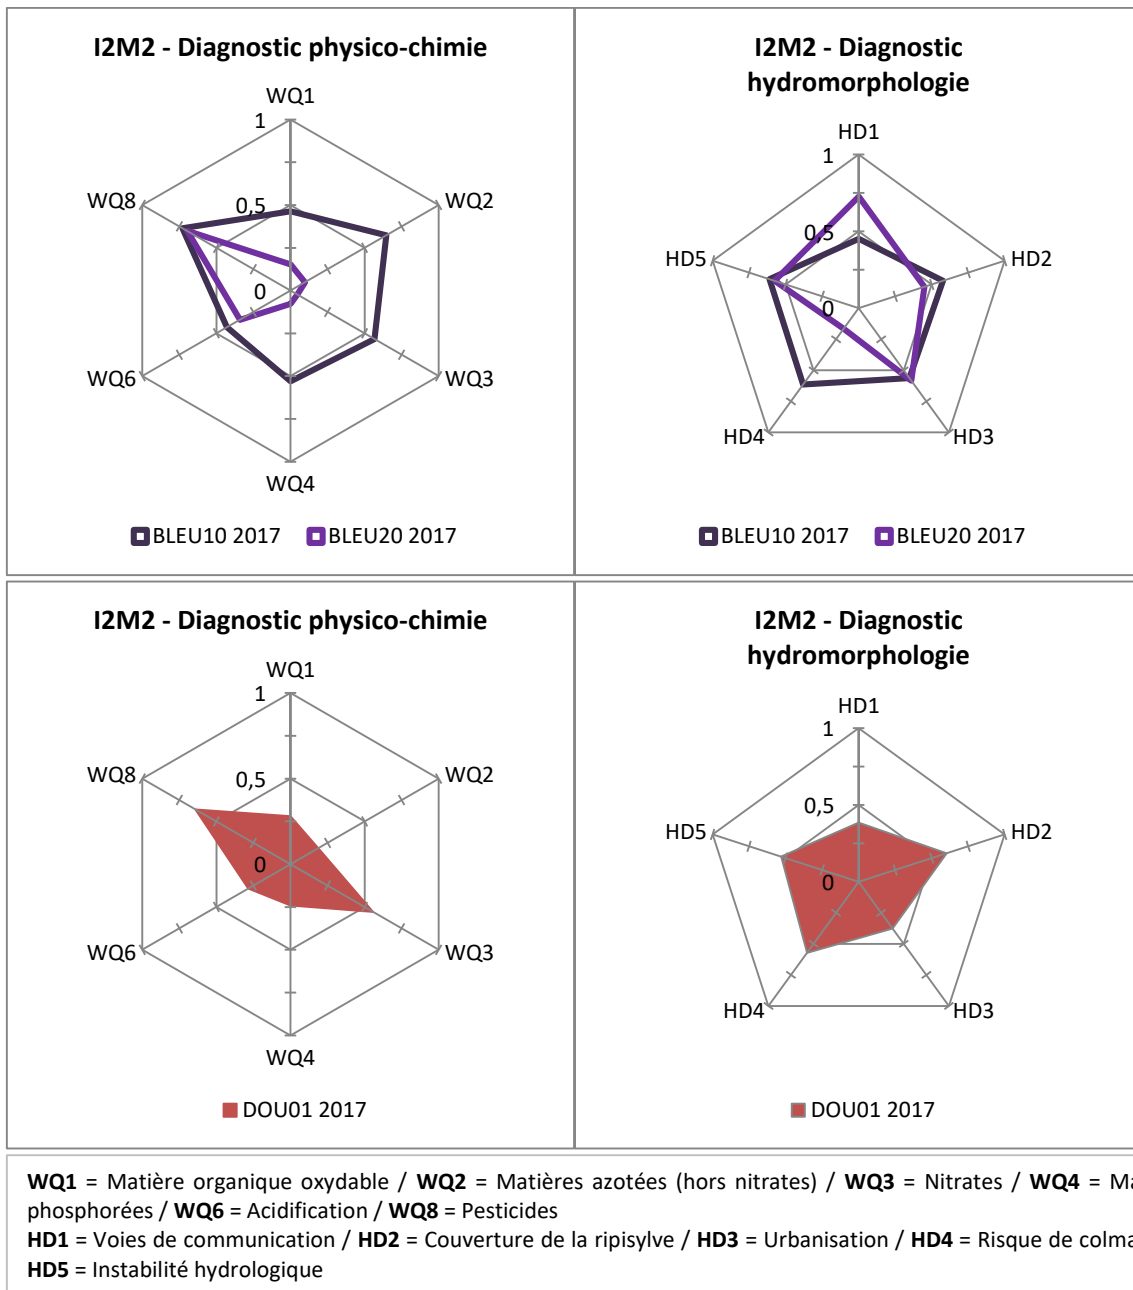 I2M2 - Diagnostic physico-chimie
WQ1
1
WQ8
0,5
WQ2
0
WQ6
WQ3
WQ4
BLEU10 2017 BLEU20 2017
I2M2 - Diagnostic
hydromorphologie
HD1
1
0,5
HD5
HD2
0
HD4
HD3
BLEU10 2017 BLEU20 2017
I2M2 - Diagnostic physico-chimie
WQ1
1
WQ8
0,5
WQ2
0
WQ6
WQ3
WQ4
DOU01 2017
I2M2 - Diagnostic
hydromorphologie
HD1
1
0,5
HD5
HD2
0
HD4
HD3
DOU01 2017
WQ1 = Matière organique oxydable / WQ2 = Matières azotées (hors nitrates) / WQ3 = Nitrates / WQ4 =
phosphorées / WQ6 = Acidification / WQ8 = Pesticides
HD1 = Voies de communication / HD2 = Couverture de la ripisylve / HD3 = Urbanisation / HD4 = Risque de
HD5 = Instabilité hydrologique